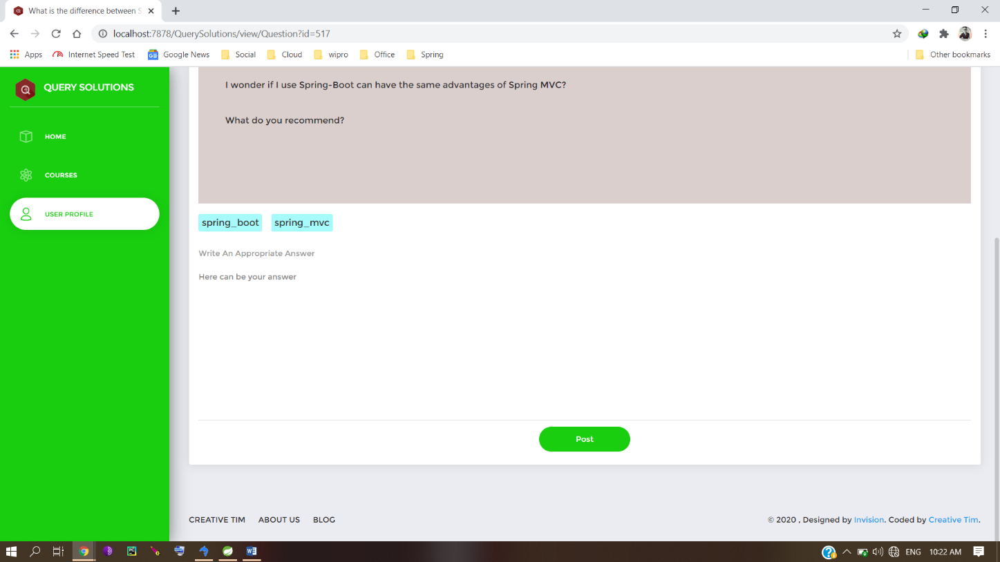 What is the difference between S
localhost:7878/QuerySolutions/view/Question?id=517
Apps Internet Speed Test Google News Social Cloud wipro Office Spring Other bookmarks
QUERY SOLUTIONS
HOME
COURSES
USER PROFILE
I wonder if I use Spring-Boot can have the same advantages of Spring MVC?
What do you recommend?
spring_boot spring_mvc
Write An Appropriate Answer
Here can be your answer
Post
CREATIVE TIM ABOUT US BLOG
© 2020 , Designed by Invision. Coded by Creative Tim.
ENG 10:22 AM